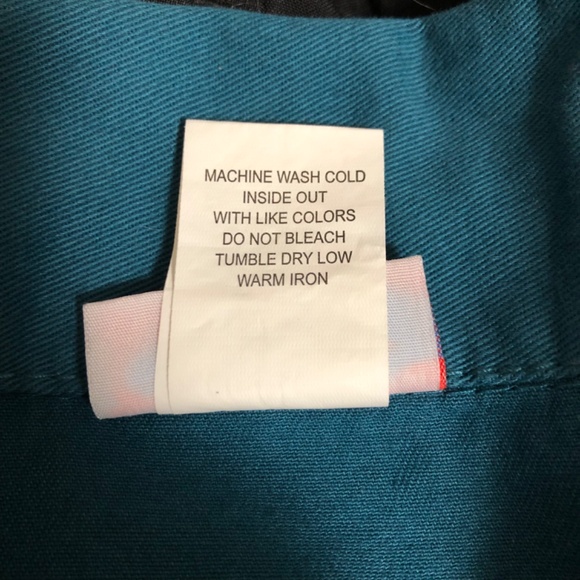 MACHINE WASH COLD
INSIDE OUT
WITH LIKE COLORS
DO NOT BLEACH
TUMBLE DRY LOW
WARM IRON